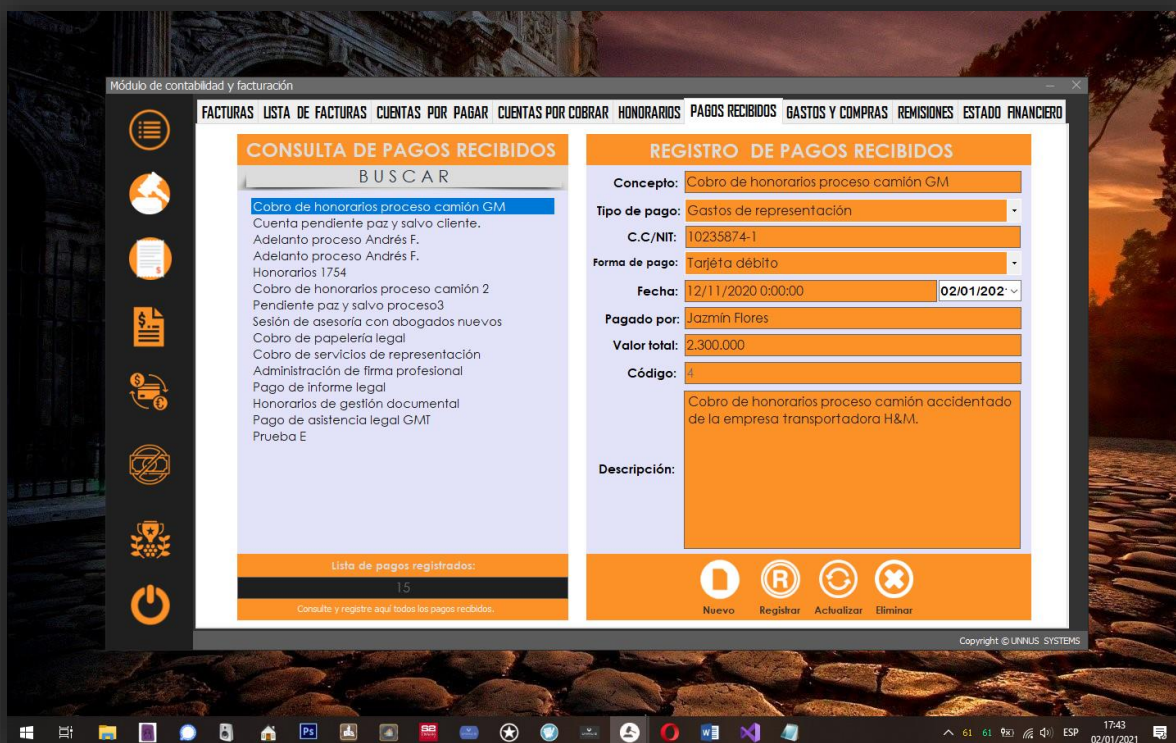 Módulo de contabilidad y facturación
FACTURAS LISTA DE FACTURAS CUENTAS POR PAGAR CUENTAS POR COBRAR HONORARIOS PAGOS RECIBIDOS GASTOS Y COMPRAS REMISIONES ESTADO FINANCIERO
CONSULTA DE PAGOS RECIBIDOS
BUSCAR
Cobro de honorarios proceso camión GM
Cuenta pendiente paz y salvo cliente.
Adelanto proceso Andrés F.
Adelanto proceso Andrés F.
Honorarios 1754
Cobro de honorarios proceso camión 2
Pendiente paz y salvo proceso3
Sesión de asesoría con abogados nuevos
Cobro de papelería legal
Cobro de servicios de representación
Administración de firma profesional
Pago de informe legal
Honorarios de gestión documental
Pago de asistencia legal GMT
Prueba E
Lista de pagos registrados:
15
Consulte y registre aquí todos los pagos recibidos.
REGISTRO DE PAGOS RECIBIDOS
Concepto: Cobro de honorarios proceso camión GM
Tipo de pago: Gastos de representación
C.C/NIT: 10235874-1
Forma de pago: Tarjéta débito
Fecha: 12/11/2020 0:00:00 02/01/202
Pagado por: Jazmín Flores
Valor total: 2.300.000
Código: 4
Descripción: Cobro de honorarios proceso camión accidentado
de la empresa transportadora H&M.
Nuevo Registrar Actualizar Eliminar
Copyright © UNNUS SYSTEMS
Ps
61 61 ESP 17:43
02/01/2021